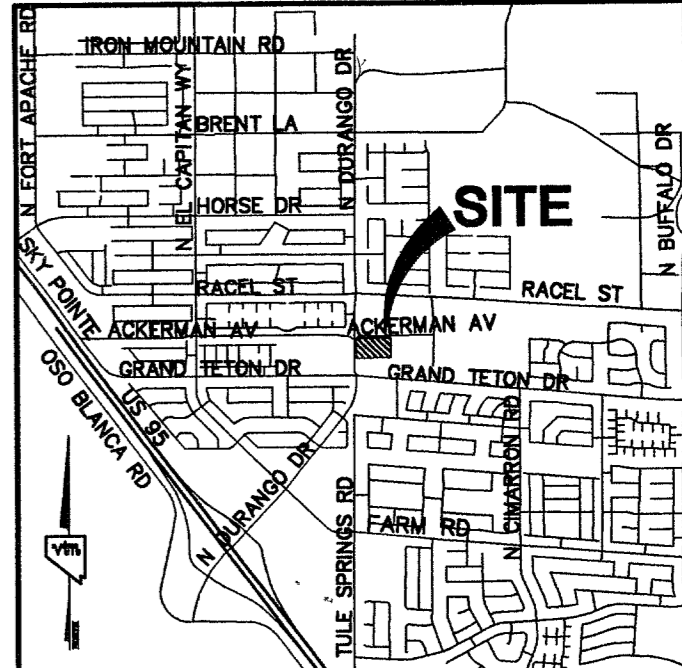 IRON MOUNTAIN RD
N FORT APACHE RD
N EL CAPITAN WY
N DURANGO DR
BRENT LA
N BUFFALO DR
HORSE DR
SITE
SKY POINTE
RACEL ST
RACEL ST
ACKERMAN AV
ACKERMAN AV
GRAND TETON DR
GRAND TETON DR
US 95
OSO BLANCA RD
N DURANGO DR
TULE SPRINGS RD
FARM RD
N CIMARRON RD
vtn